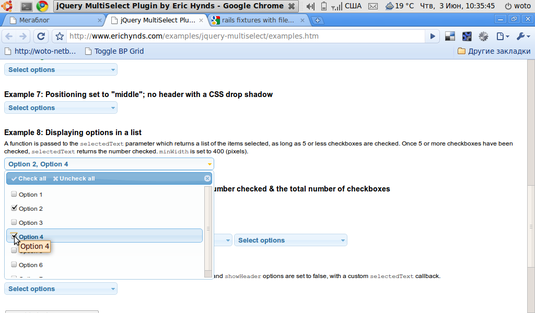 jQuery MultiSelect Plugin by Eric Hynds - Google Chrome
США
19 °C
Чтв, 3 Июн, 10:35:45
woto
Мегаблог
jQuery MultiSelect Plugin
rails fixtures with file...
http://www.erichynds.com/examples/jquery-multiselect/examples.htm
http://woto-netb...
Toggle BP Grid
Другие закладки
Select options
Example 7: Positioning set to "middle"; no header with a CSS drop shadow
Select options
Example 8: Displaying options in a list
A function is passed to the selectedText parameter which returns a list of the items selected, as long as 5 or less checkboxes are checked. Once 5 or more checkboxes have been
checked, selectedText returns the number checked. minWidth is set to 400 (pixels).
Option 2, Option 4
Check all Uncheck all
Option 1
umber checked & the total number of checkboxes
Option 2
Option 3
Option 4
Select options
Option 4
Option 6
and showHeader options are set to false, with a custom selectedText callback.
Select options